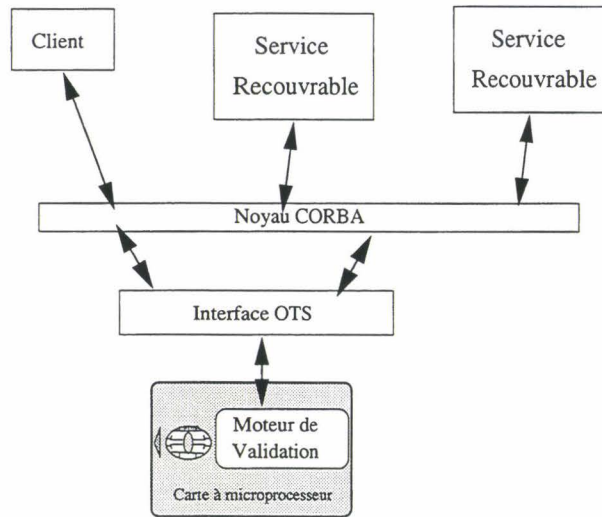 Client
Service
Recouvrable
Service
Recouvrable
Noyau CORBA
Interface OTS
Moteur de
Validation
Carte à microprocesseur